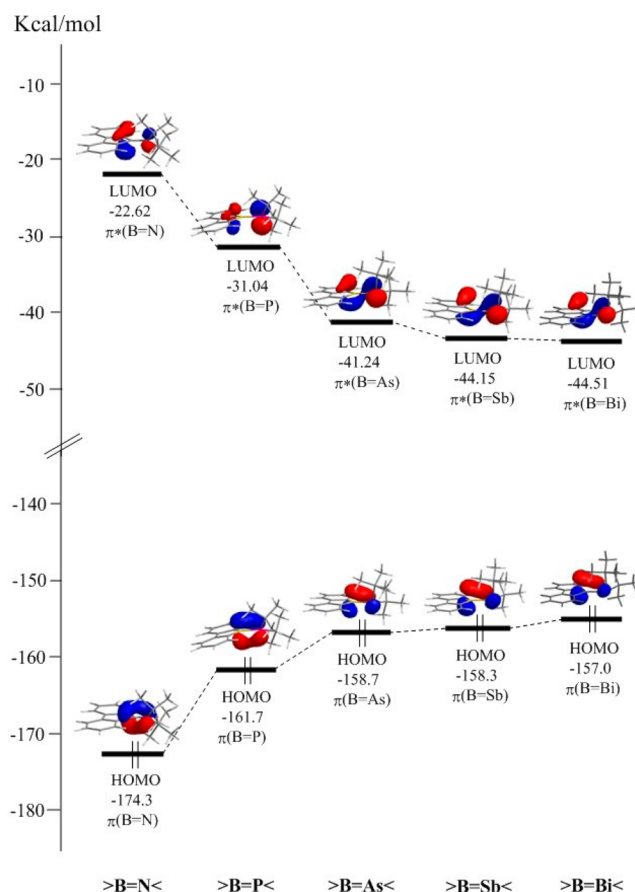 Kcal/mol
-10
-20
-30
-40
-50
-140
-150
-160
-170
-180
LUMO
-22.62
π*(B=N)
LUMO
-31.04
π*(B=P)
LUMO
-41.24
π*(B=As)
LUMO
-44.15
π*(B=Sb)
LUMO
-44.51
π*(B=Bi)
HOMO
-174.3
π(B=N)
HOMO
-161.7
π(B=P)
HOMO
-158.7
π(B=As)
HOMO
-158.3
π(B=Sb)
HOMO
-157.0
π(B=Bi)
>B=N< >B=P< >B=As< >B=Sb< >B=Bi<